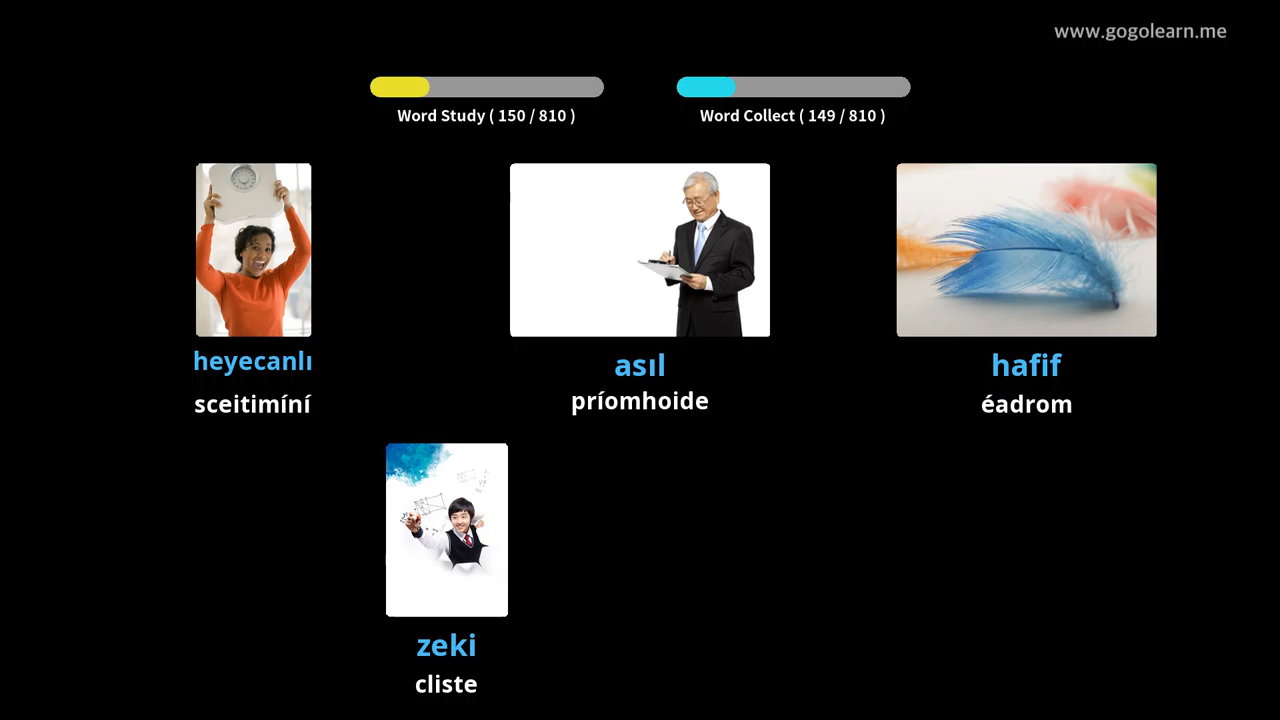 www.gogolearn.me
Word Study ( 150 / 810 )
Word Collect ( 149 / 810 )
heyecanlı
sceitimíní
asıl
príomhoide
hafif
éadrom
zeki
cliste